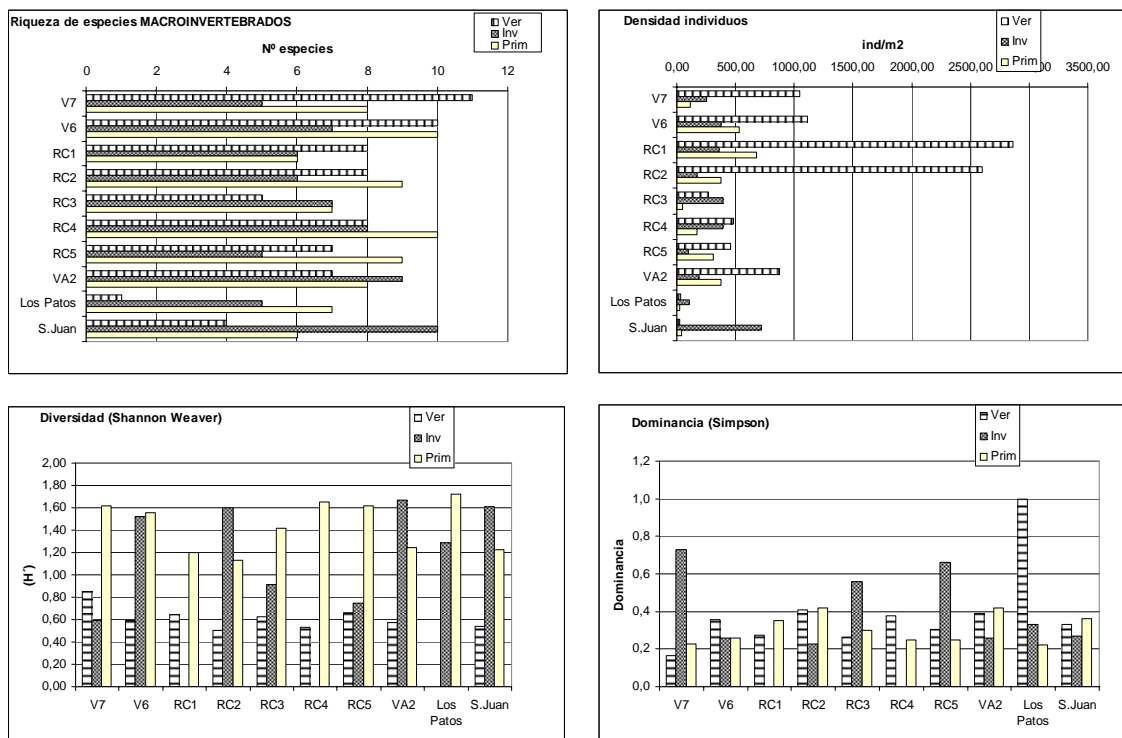 Riqueza de especies MACROINVERTEBRADOS
Ver
Inv
Prim
Nº especies
0 2 4 6 8 10 12
V7
V6
RC1
RC2
RC3
RC4
RC5
VA2
Los Patos
S.Juan
Densidad individuos
Ver
Inv
Prim
ind/m2
0,00 500,00 1000,00 1500,00 2000,00 2500,00 3000,00 3500,00
V7
V6
RC1
RC2
RC3
RC4
RC5
VA2
Los Patos
S.Juan
Diversidad (Shannon Weaver)
Ver
Inv
Prim
2,00
1,80
1,60
1,40
1,20
1,00
0,80
0,60
0,40
0,20
0,00
(H´)
V7 V6 RC1 RC2 RC3 RC4 RC5 VA2 Los Patos S.Juan
Dominancia (Simpson)
Ver
Inv
Prim
1,2
1,0
0,8
0,6
0,4
0,2
0,0
Dominancia
V7 V6 RC1 RC2 RC3 RC4 RC5 VA2 Los Patos S.Juan